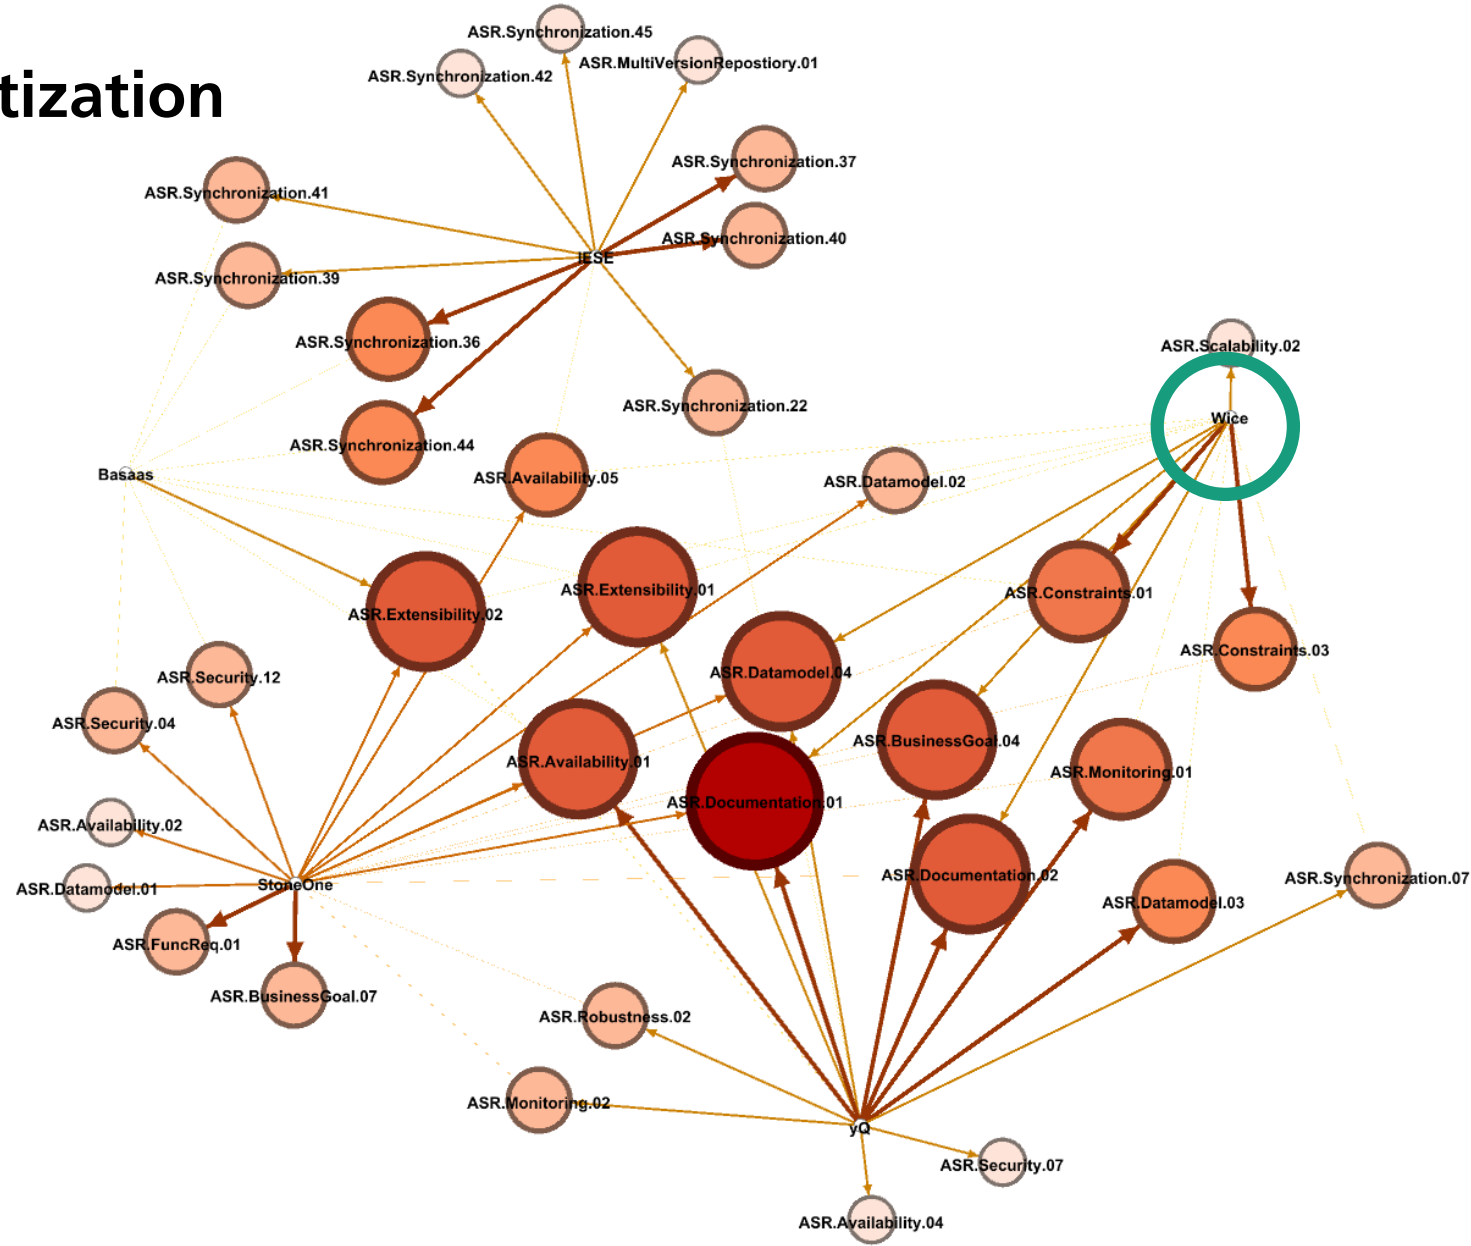 ASR.Synchronization.45
ASR.Synchronization.42
ASR.MultiVersionRepostiory.01
tization
ASR.Synchronization.37
ASR.Synchronization.41
ASR.Synchronization.40
IESE
ASR.Synchronization.39
ASR.Synchronization.36
ASR.Scalability.02
ASR.Synchronization.22
Wice
ASR.Synchronization.44
Basaas
ASR.Availability.05
ASR.Datamodel.02
ASR.Extensibility.01
ASR.Constraints.01
ASR.Extensibility.02
ASR.Constraints.03
ASR.Datamodel.04
ASR.Security.12
ASR.Security.04
ASR.BusinessGoal.04
ASR.Availability.01
ASR.Monitoring.01
ASR.Documentation.01
ASR.Availability.02
ASR.Documentation.02
ASR.Synchronization.07
StoneOne
ASR.Datamodel.01
ASR.Datamodel.03
ASR.FuncReq.01
ASR.BusinessGoal.07
ASR.Robustness.02
ASR.Monitoring.02
yQ
ASR.Security.07
ASR.Availability.04